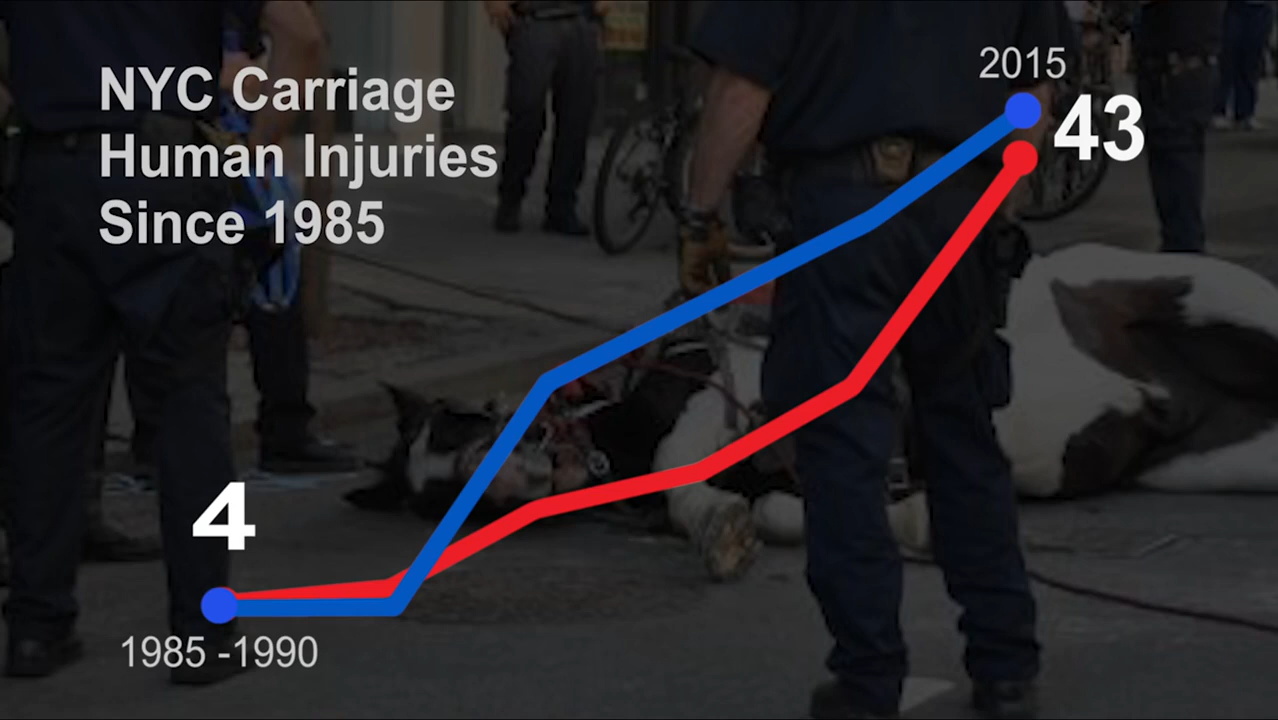 NYC Carriage
Human Injuries
Since 1985
2015
43
4
1985 -1990